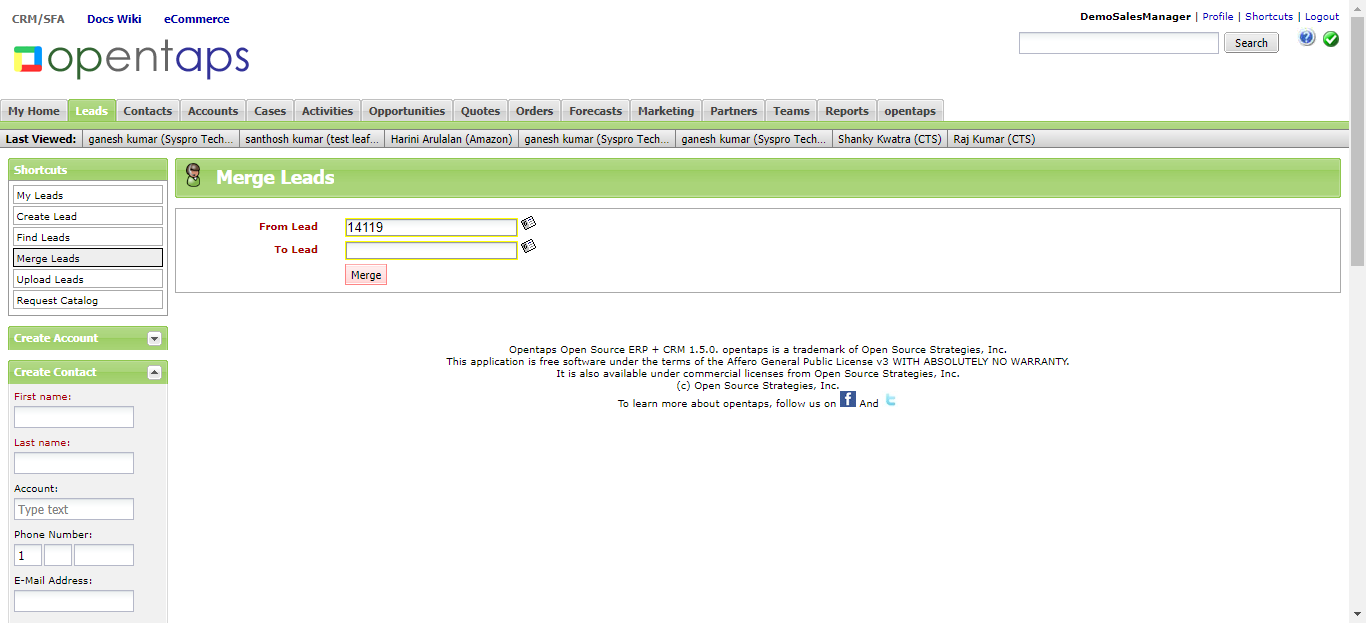 CRM/SFA Docs Wiki eCommerce
DemoSalesManager | Profile | Shortcuts | Logout
opentaps
Search
My Home Leads Contacts Accounts Cases Activities Opportunities Quotes Orders Forecasts Marketing Partners Teams Reports opentaps
Last Viewed: ganesh kumar (Syspro Tech... santhosh kumar (test leaf... Harini Arulalan (Amazon) ganesh kumar (Syspro Tech... ganesh kumar (Syspro Tech... Shanky Kwatra (CTS) Raj Kumar (CTS)
Shortcuts
My Leads
Create Lead
Find Leads
Merge Leads
Upload Leads
Request Catalog
Create Account
Create Contact
First name:
Last name:
Account:
Type text
Phone Number:
1
E-Mail Address:
Merge Leads
From Lead 14119
To Lead
Merge
Opentaps Open Source ERP + CRM 1.5.0. opentaps is a trademark of Open Source Strategies, Inc.
This application is free software under the terms of the Affero General Public License v3 WITH ABSOLUTELY NO WARRANTY.
It is also available under commercial licenses from Open Source Strategies, Inc.
(c) Open Source Strategies, Inc.
To learn more about opentaps, follow us on f And t